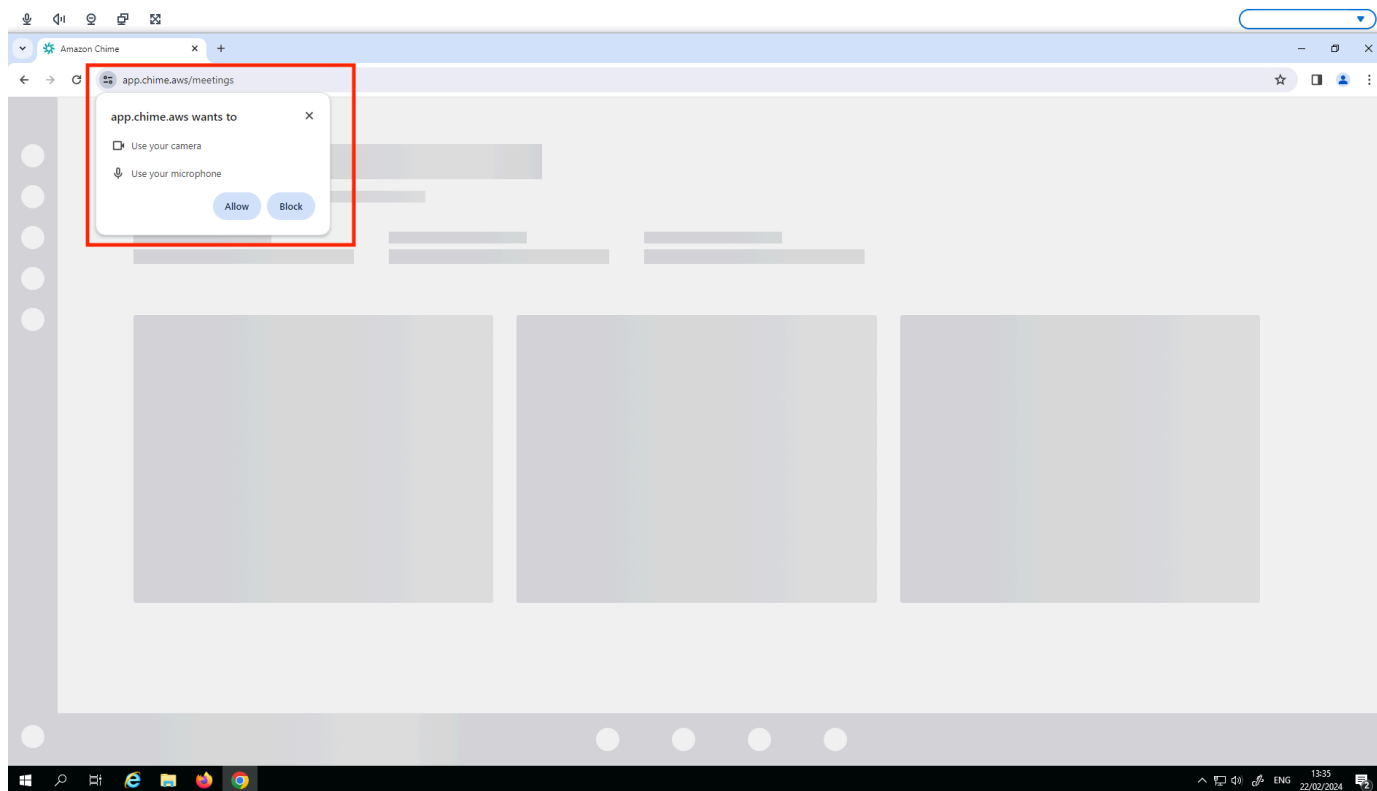 Amazon Chime
app.chime.aws/meetings
app.chime.aws wants to
Use your camera
Use your microphone
Allow
Block
ENG
13:35
22/02/2024
2